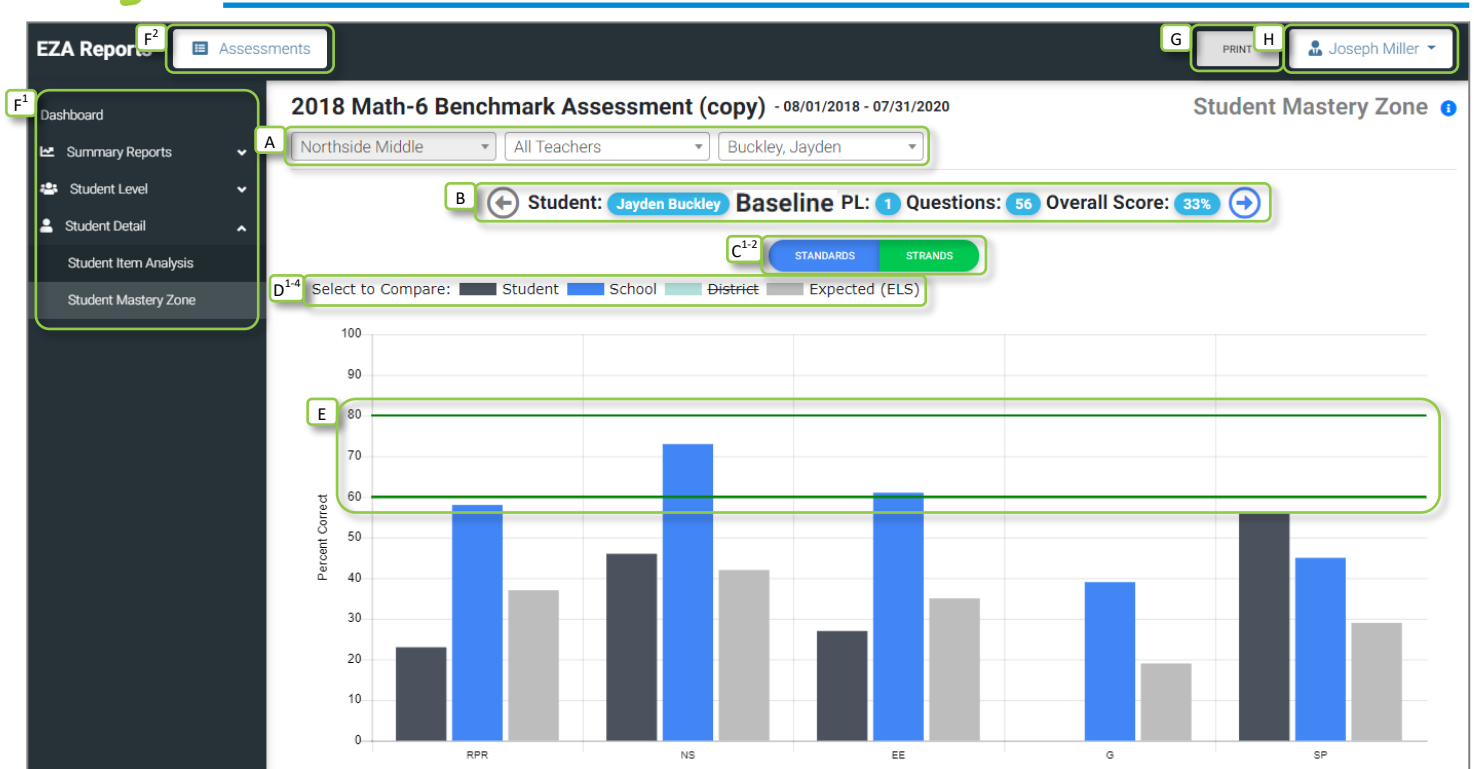 EZA Reports F2 Assessments G PRINT H Joseph Miller
F1 Dashboard
Summary Reports
Student Level
Student Detail
Student Item Analysis
Student Mastery Zone
2018 Math-6 Benchmark Assessment (copy) - 08/01/2018 - 07/31/2020 Student Mastery Zone
A Northside Middle All Teachers Buckley, Jayden
B Student: Jayden Buckley Baseline PL: 1 Questions: 56 Overall Score: 33%
C1-2 STANDARDS STRANDS
D1-4 Select to Compare: Student School District Expected (ELS)
100
90
E 80
70
60
50
40
30
20
10
0
Percent Correct
RPR NS EE G SP